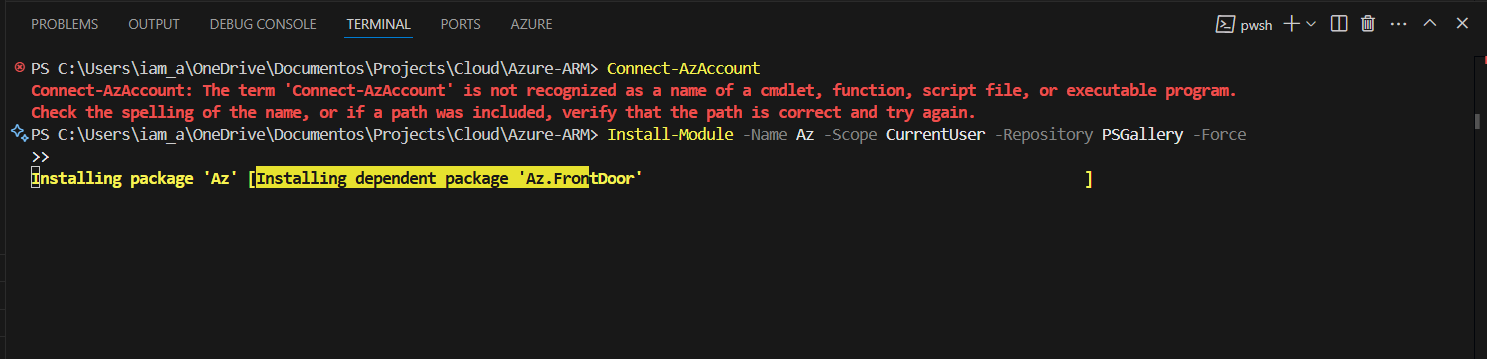 PROBLEMS OUTPUT DEBUG CONSOLE TERMINAL PORTS AZURE pwsh
PS C:\Users\iam_a\OneDrive\Documentos\Projects\Cloud\Azure-ARM> Connect-AzAccount
Connect-AzAccount: The term 'Connect-AzAccount' is not recognized as a name of a cmdlet, function, script file, or executable program.
Check the spelling of the name, or if a path was included, verify that the path is correct and try again.
PS C:\Users\iam_a\OneDrive\Documentos\Projects\Cloud\Azure-ARM> Install-Module -Name Az -Scope CurrentUser -Repository PSGallery -Force
>>
Installing package 'Az' [Installing dependent package 'Az.FrontDoor' ]